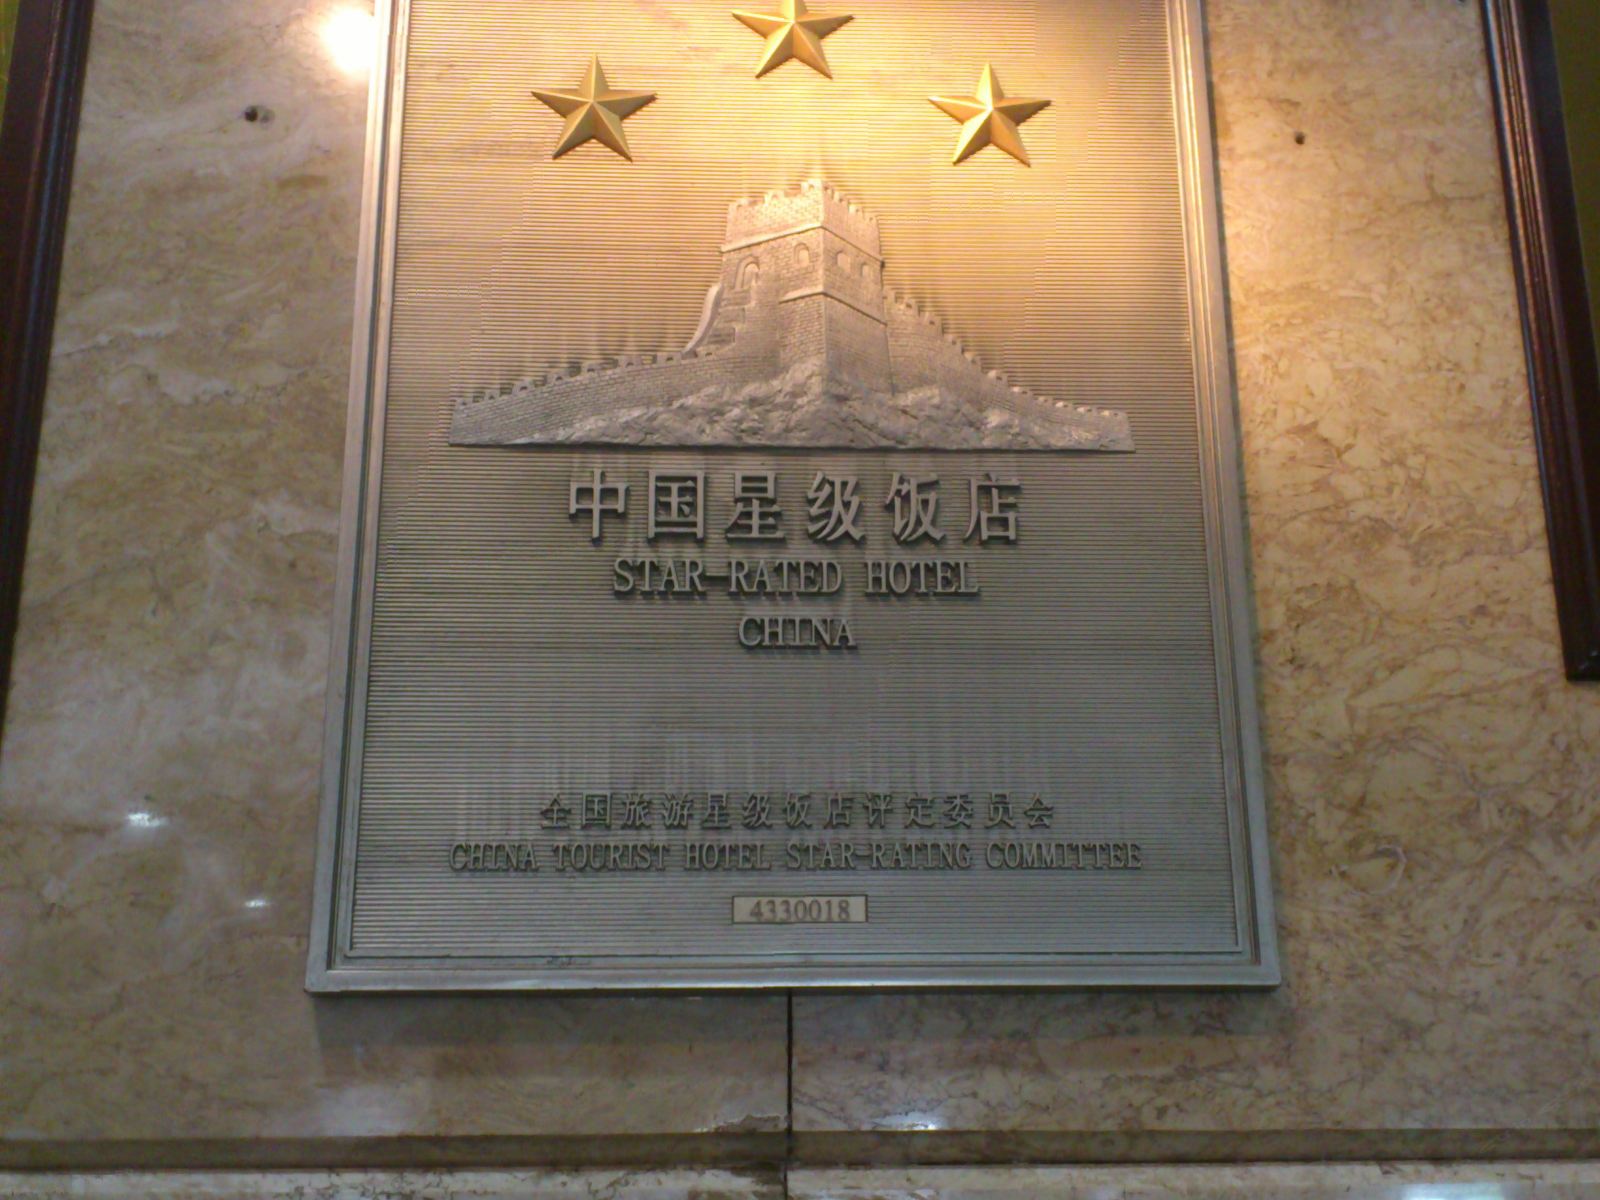 中国星级饭店
STAR-RATED HOTEL
CHINA
全国旅游星级饭店评定委员会
CHINA TOURIST HOTEL STAR-RATING COMMITTEE
4330018